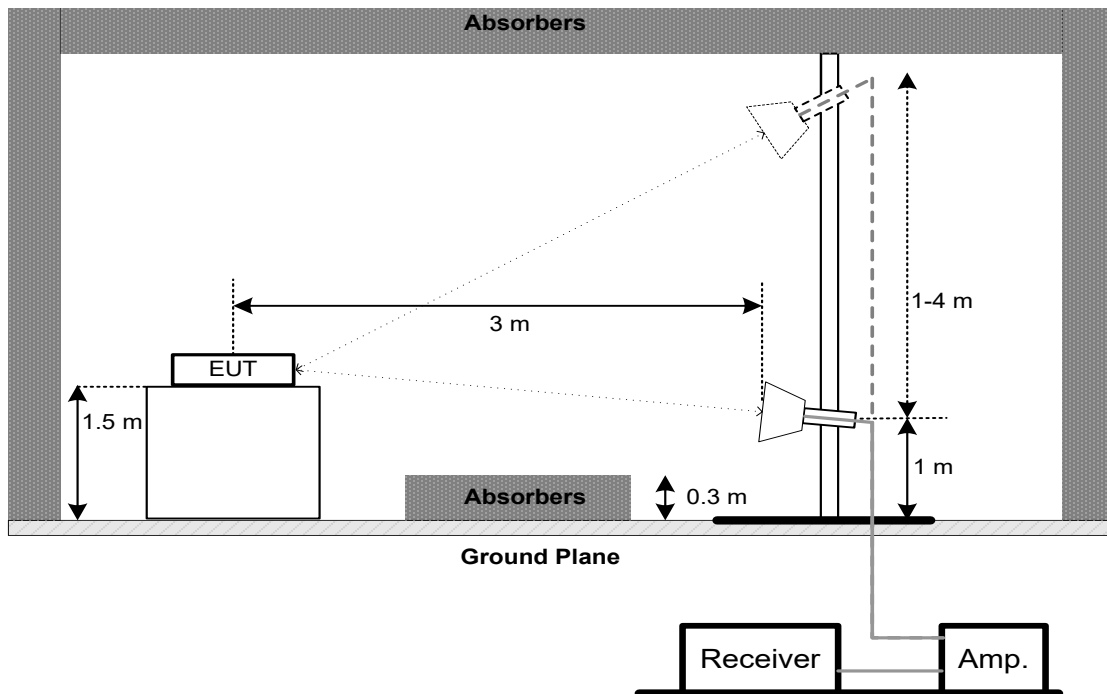 Absorbers
1-4 m
3 m
EUT
1.5 m
1 m
Absorbers
0.3 m
Ground Plane
Receiver
Amp.